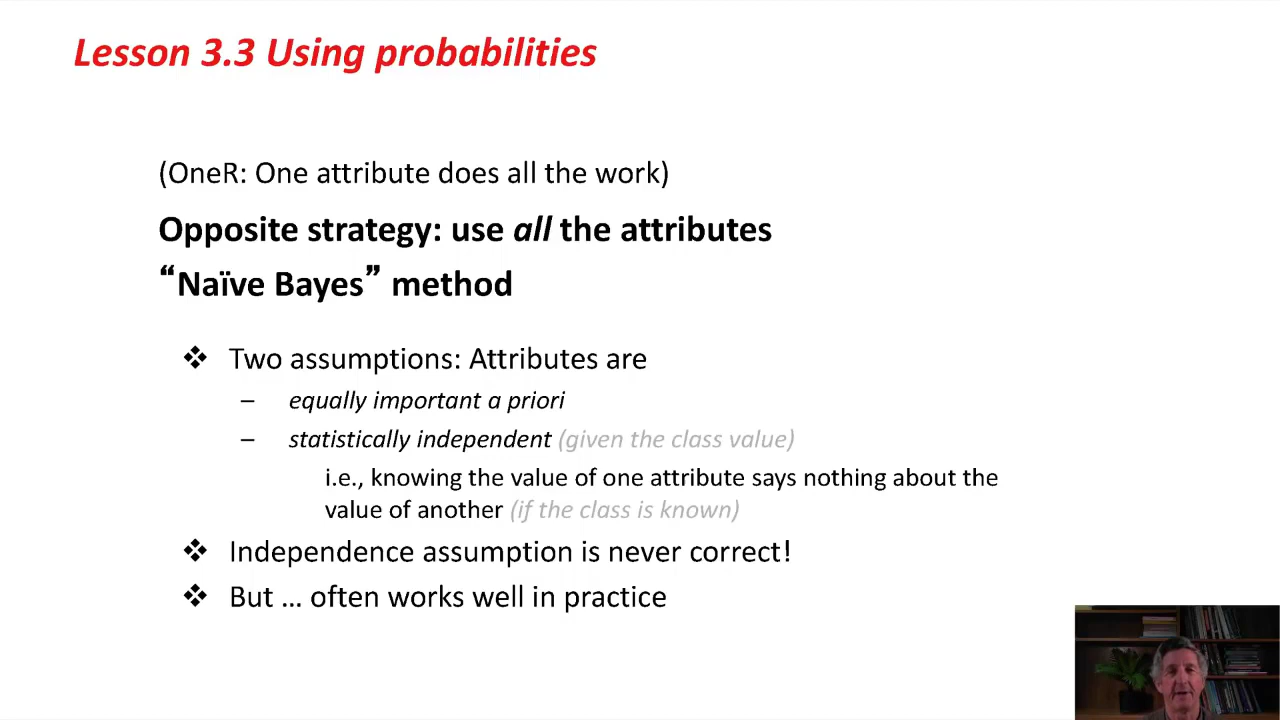 Lesson 3.3 Using probabilities
(OneR: One attribute does all the work)
Opposite strategy: use all the attributes
“Naïve Bayes” method
❖ Two assumptions: Attributes are
– equally important a priori
– statistically independent (given the class value)
i.e., knowing the value of one attribute says nothing about the
value of another (if the class is known)
❖ Independence assumption is never correct!
❖ But … often works well in practice